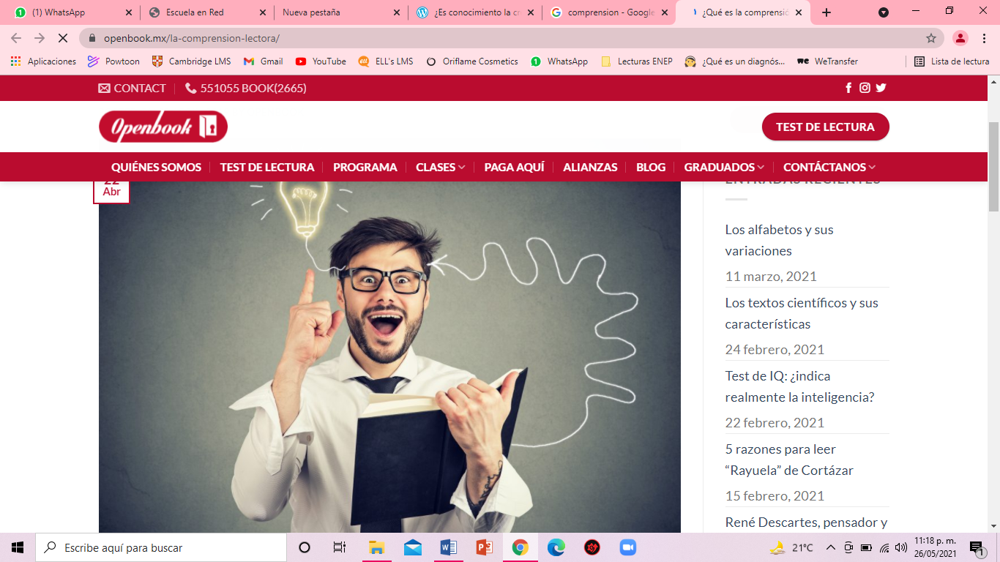 (1) WhatsApp
Escuela en Red
Nueva pestaña
¿Es conocimiento la cr
comprension - Google
¿Qué es la comprensió
openbook.mx/la-comprension-lectora/
Aplicaciones
Powtoon
Cambridge LMS
Gmail
YouTube
ELL's LMS
Oriflame Cosmetics
WhatsApp
Lecturas ENEP
¿Qué es un diagnós...
WeTransfer
Lista de lectura
CONTACT
551055 BOOK(2665)
Openbook
TEST DE LECTURA
QUIÉNES SOMOS
TEST DE LECTURA
PROGRAMA
CLASES
PAGA AQUÍ
ALIANZAS
BLOG
GRADUADOS
CONTÁCTANOS
22
Abr
ENTRADAS RECIENTES
Los alfabetos y sus
variaciones
11 marzo, 2021
Los textos científicos y sus
características
24 febrero, 2021
Test de IQ: ¿indica
realmente la inteligencia?
22 febrero, 2021
5 razones para leer
“Rayuela” de Cortázar
15 febrero, 2021
René Descartes, pensador y
Escribe aquí para buscar
21°C
11:18 p. m.
26/05/2021
1